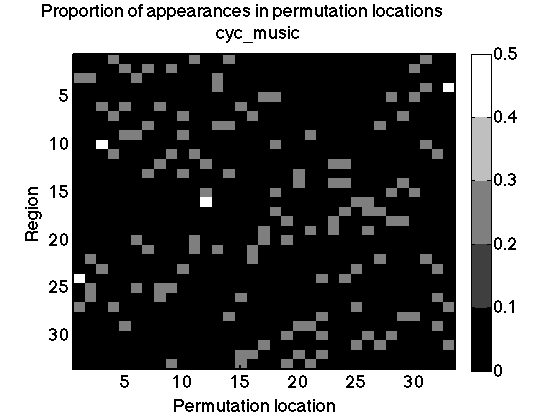 Proportion of appearances in permutation locations
cyc_music
Region
5
10
15
20
25
30
5 10 15 20 25 30
Permutation location
0.5
0.4
0.3
0.2
0.1
0